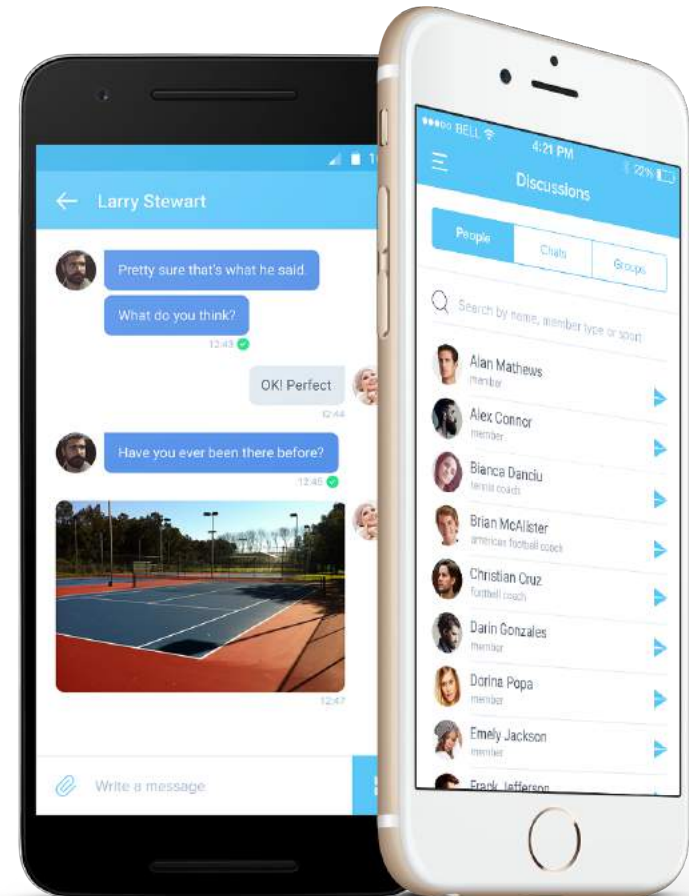 Larry Stewart
Pretty sure that's what he said.
What do you think?
12:43
OK! Perfect
12:44
Have you ever been there before?
12:45
12:47
Write a message
BELL
4:21 PM
22%
Discussions
People
Chats
Groups
Search by name, member type or sport
Alan Mathews
member
Alex Connor
member
Bianca Danciu
tennis coach
Brian McAlister
american football coach
Christian Cruz
football coach
Darin Gonzales
member
Dorina Popa
member
Emely Jackson
member
Frank Jefferson